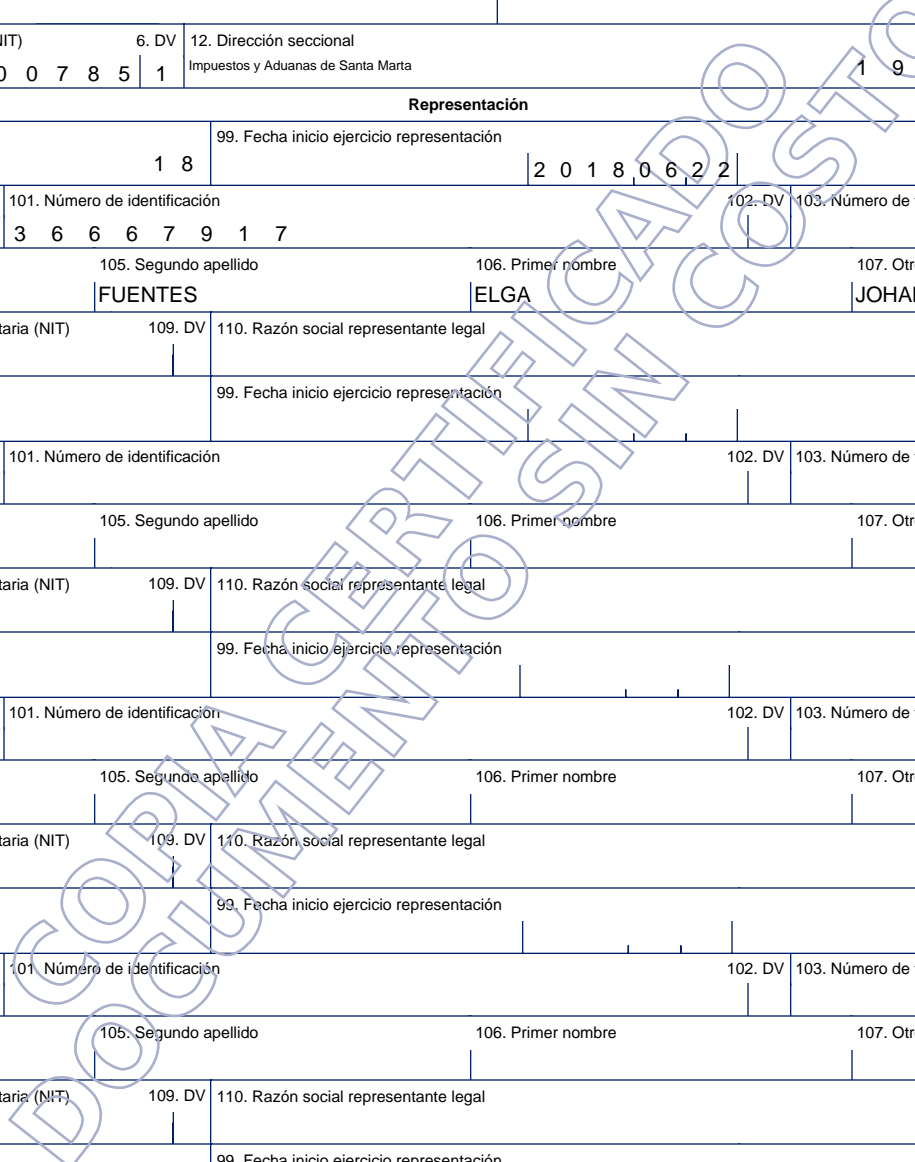 NIT) 6. DV 12. Dirección seccional
0 0 7 8 5 1 Impuestos y Aduanas de Santa Marta 1 9
Representación
99. Fecha inicio ejercicio representación
1 8 2 0 1 8 0 6 2 2
101. Número de identificación 102. DV 103. Número de
3 6 6 6 7 9 1 7
105. Segundo apellido 106. Primer nombre 107. Otr
FUENTES ELGA JOHA
taria (NIT) 109. DV 110. Razón social representante legal
99. Fecha inicio ejercicio representación
101. Número de identificación 102. DV 103. Número de
105. Segundo apellido 106. Primer nombre 107. Otr
taria (NIT) 109. DV 110. Razón social representante legal
99. Fecha inicio ejercicio representación
101. Número de identificación 102. DV 103. Número de
105. Segundo apellido 106. Primer nombre 107. Otr
taria (NIT) 109. DV 110. Razón social representante legal
99. Fecha inicio ejercicio representación
101. Número de identificación 102. DV 103. Número de
105. Segundo apellido 106. Primer nombre 107. Otr
taria (NIT) 109. DV 110. Razón social representante legal
99. Fecha inicio ejercicio representación
COPIA CERTIFICADO
DOCUMENTO SIN COSTO